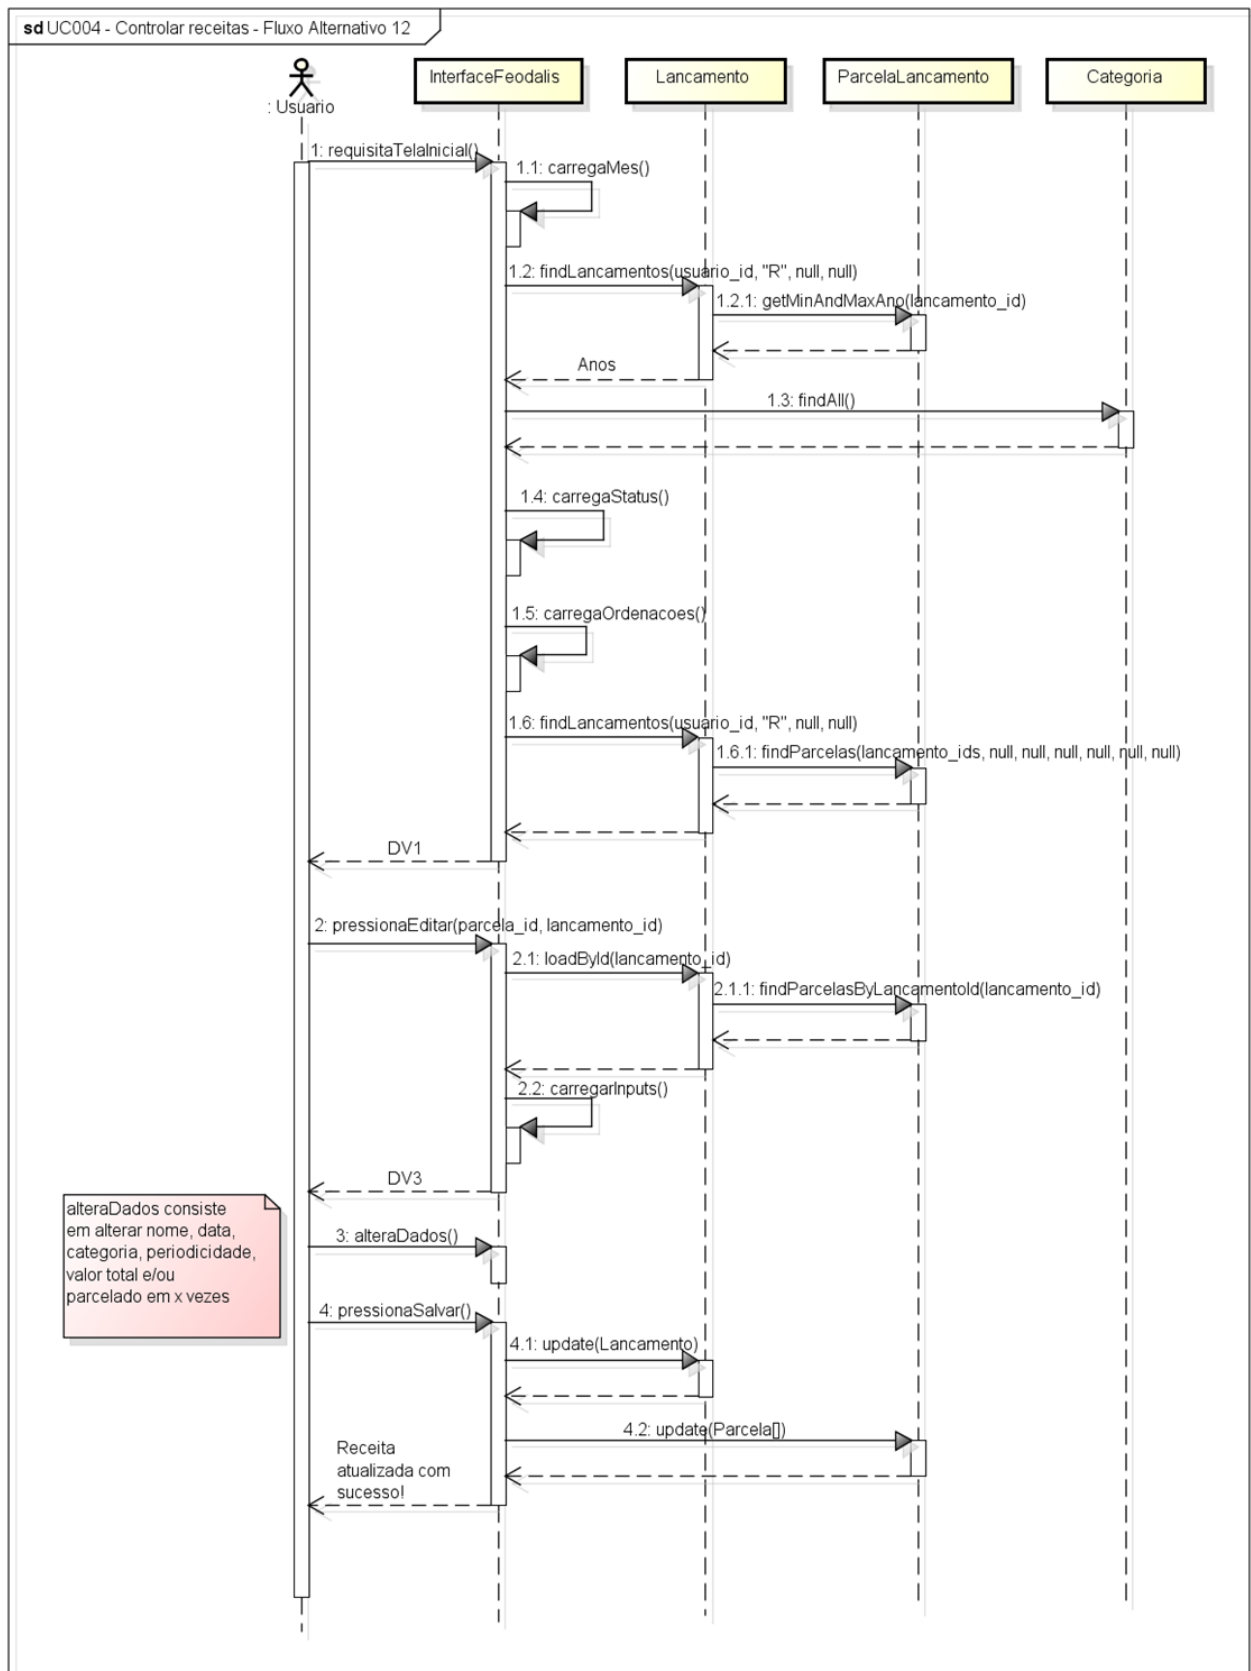 sd UC004 - Controlar receitas - Fluxo Alternativo 12
: Usuario
InterfaceFeodalis
Lancamento
ParcelaLancamento
Categoria
1: requisitaTelaInicial()
1.1: carregaMes()
1.2: findLancamentos(usuario_id, "R", null, null)
1.2.1: getMinAndMaxAno(lancamento_id)
Anos
1.3: findAll()
1.4: carregaStatus()
1.5: carregaOrdenacoes()
1.6: findLancamentos(usuario_id, "R", null, null)
1.6.1: findParcelas(lancamento_ids, null, null, null, null, null, null)
DV1
2: pressionaEditar(parcela_id, lancamento_id)
2.1: loadById(lancamento_id)
2.1.1: findParcelasByLancamentoId(lancamento_id)
2.2: carregarInputs()
DV3
alteraDados consiste
em alterar nome, data,
categoria, periodicidade,
valor total e/ou
parcelado em x vezes
3: alteraDados()
4: pressionaSalvar()
4.1: update(Lancamento)
4.2: update(Parcela[])
Receita
atualizada com
sucesso!